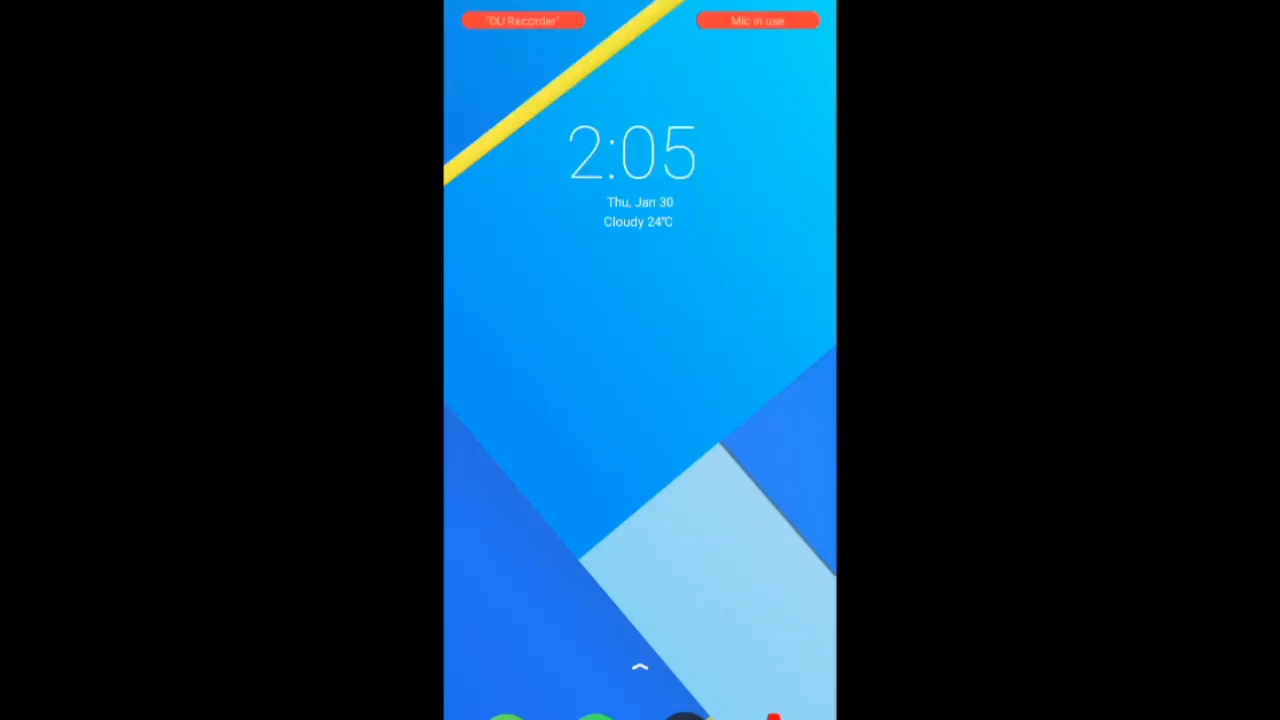 "DU Recorder"
Mic in use
2:05
Thu, Jan 30
Cloudy 24℃